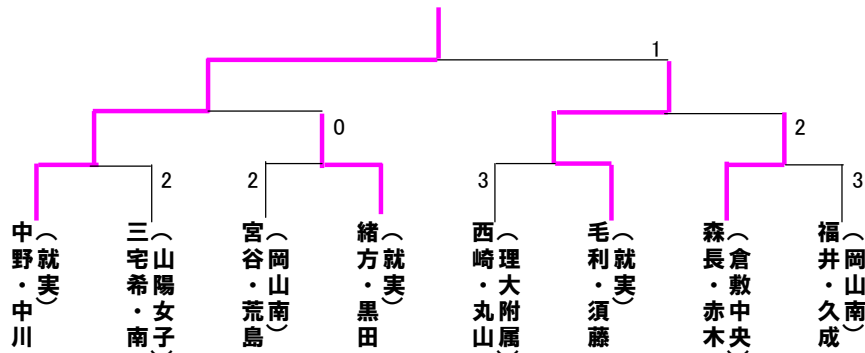 1
0
2
2
2
3
3
中野・中川
（就実）
三宅希・南
（山陽女子）
宮谷・荒島
（岡山南）
緒方・黒田
（就実）
西崎・丸山
（理大附属）
毛利・須藤
（就実）
森長・赤木
（倉敷中央）
福井・久成
（岡山南）